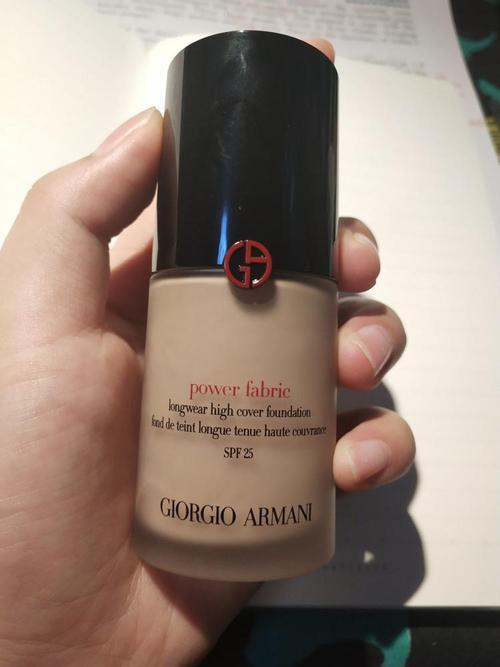 power fabric
longwear high cover foundation
fond de teint longue tenue haute couvrance
SPF 25
GIORGIO ARMANI